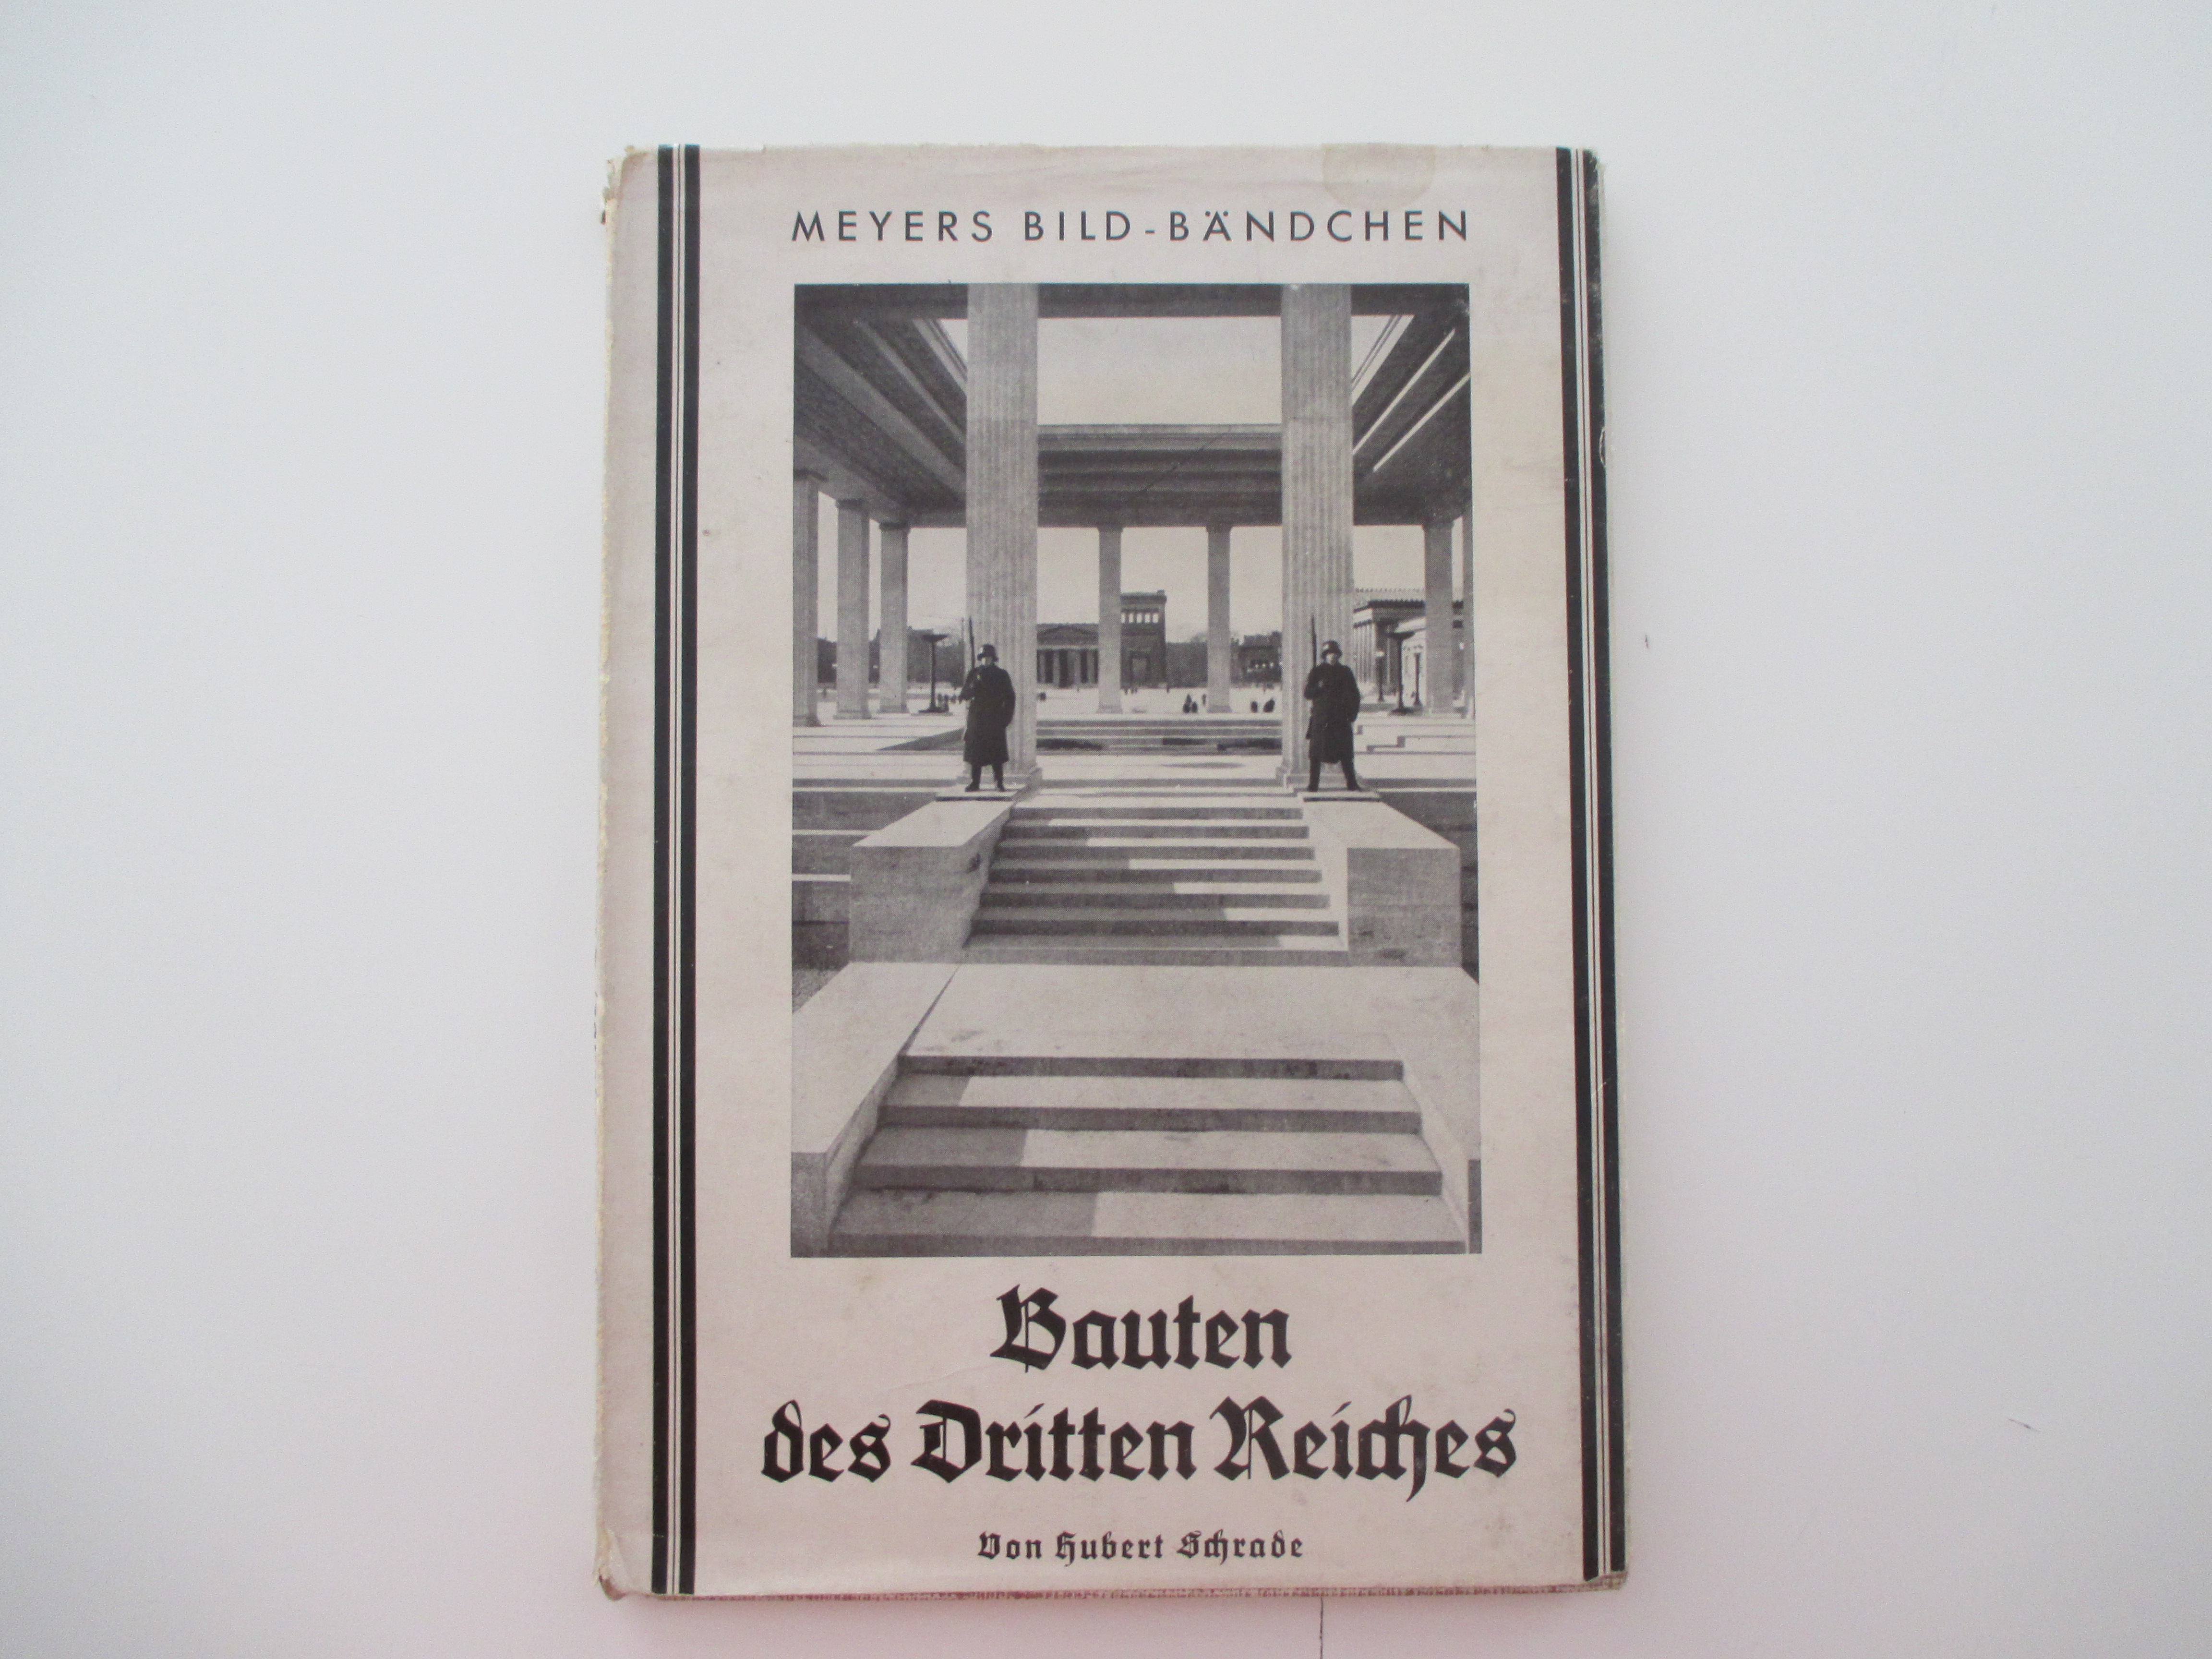 MEYERS BILD-BÄNDCHEN
Bauten
des Dritten Reiches
Von Hubert Schrade